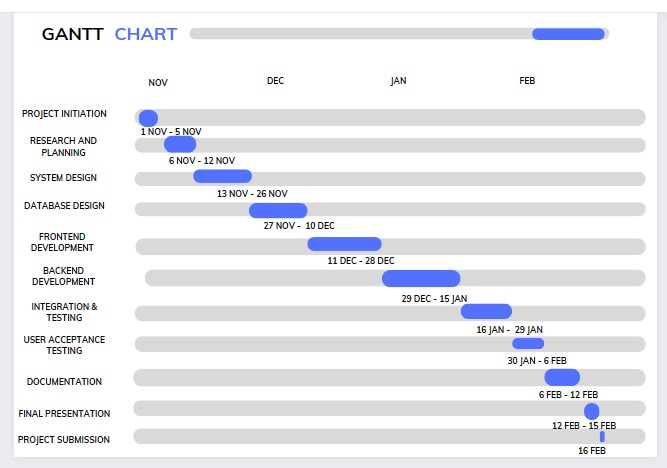 GANTT CHART
NOV DEC JAN FEB
PROJECT INITIATION
1 NOV - 5 NOV
RESEARCH AND
PLANNING
6 NOV - 12 NOV
SYSTEM DESIGN
13 NOV - 26 NOV
DATABASE DESIGN
27 NOV - 10 DEC
FRONTEND
DEVELOPMENT
11 DEC - 28 DEC
BACKEND
DEVELOPMENT
29 DEC - 15 JAN
INTEGRATION &
TESTING
16 JAN - 29 JAN
USER ACCEPTANCE
TESTING
30 JAN - 6 FEB
DOCUMENTATION
6 FEB - 12 FEB
FINAL PRESENTATION
12 FEB - 15 FEB
PROJECT SUBMISSION
16 FEB